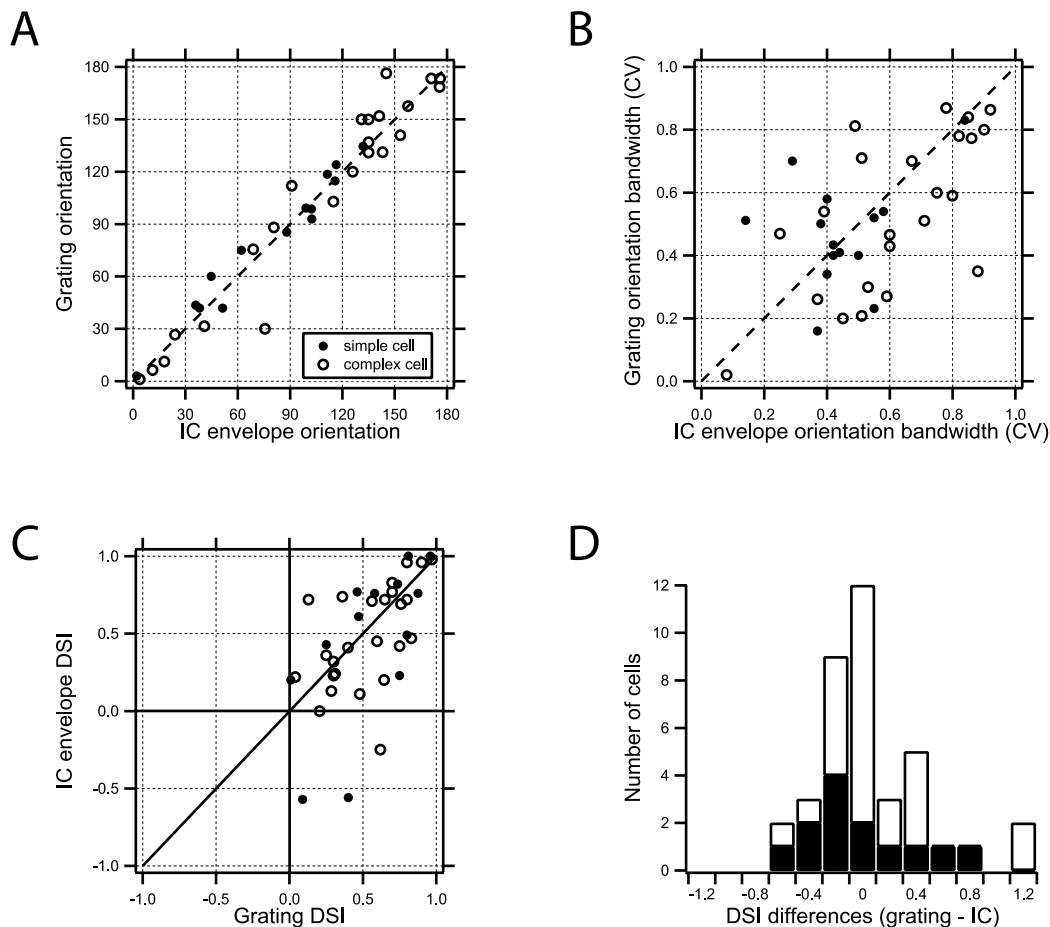 A
Grating orientation
180
150
120
90
60
30
0
0 30 60 90 120 150 180
IC envelope orientation
simple cell
complex cell
B
Grating orientation bandwidth (CV)
1.0
0.8
0.6
0.4
0.2
0.0
0.0 0.2 0.4 0.6 0.8 1.0
IC envelope orientation bandwidth (CV)
C
IC envelope DSI
1.0
0.5
0.0
-0.5
-1.0
-1.0 -0.5 0.0 0.5 1.0
Grating DSI
D
Number of cells
12
10
8
6
4
2
0
-1.2 -0.8 -0.4 0 0.4 0.8 1.2
DSI differences (grating - IC)